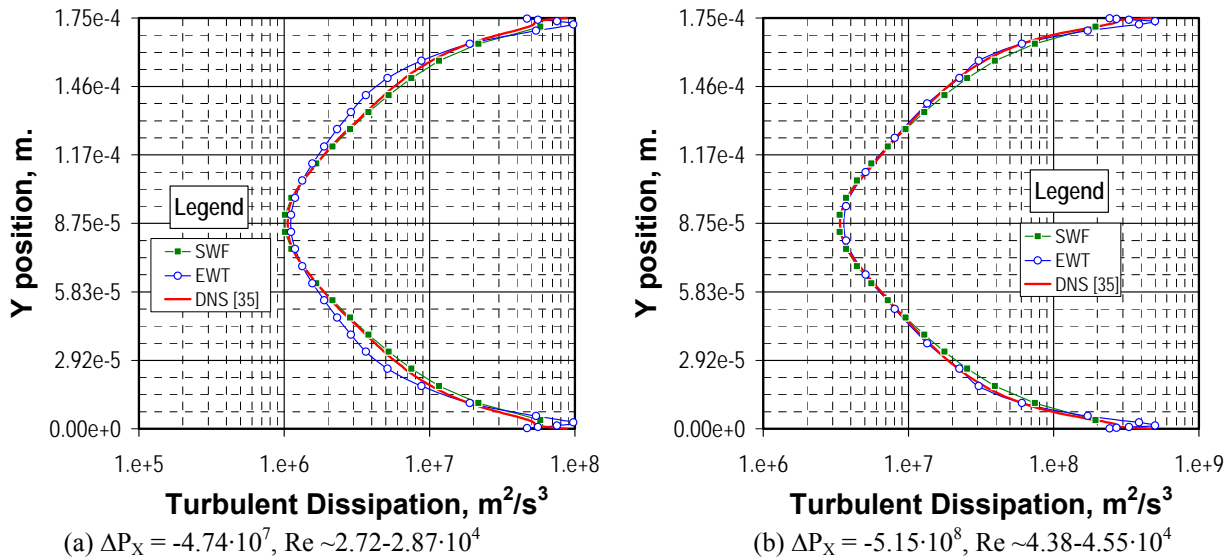 1.75e-4
1.46e-4
1.17e-4
8.75e-5
5.83e-5
2.92e-5
0.00e+0
Y position, m.
Legend
SWF
EWT
DNS [35]
1.e+5
1.e+6
1.e+7
1.e+8
Turbulent Dissipation, m²/s³
(a) ΔP_X = -4.74·10⁷, Re ~2.72-2.87·10⁴
1.75e-4
1.46e-4
1.17e-4
8.75e-5
5.83e-5
2.92e-5
0.00e+0
Y position, m.
Legend
SWF
EWT
DNS [35]
1.e+6
1.e+7
1.e+8
1.e+9
Turbulent Dissipation, m²/s³
(b) ΔP_X = -5.15·10⁸, Re ~4.38-4.55·10⁴